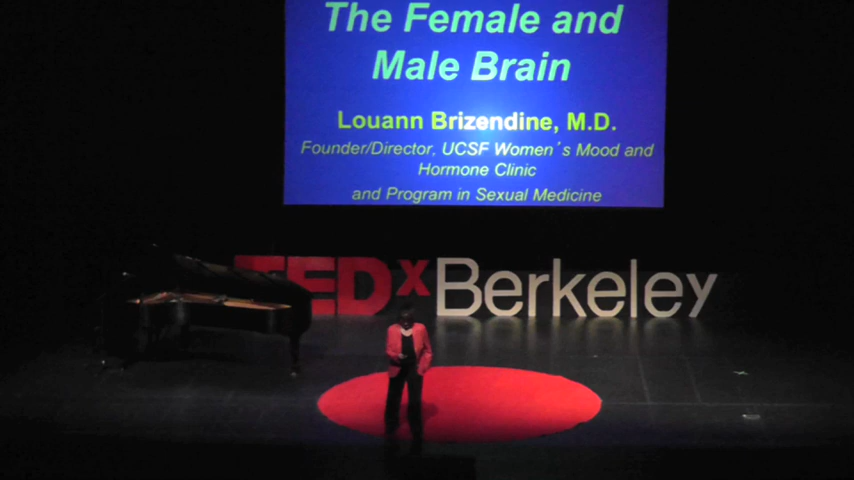 The Female and
Male Brain
Louann Brizendine, M.D.
Founder/Director, UCSF Women´s Mood and
Hormone Clinic
and Program in Sexual Medicine
TEDxBerkeley